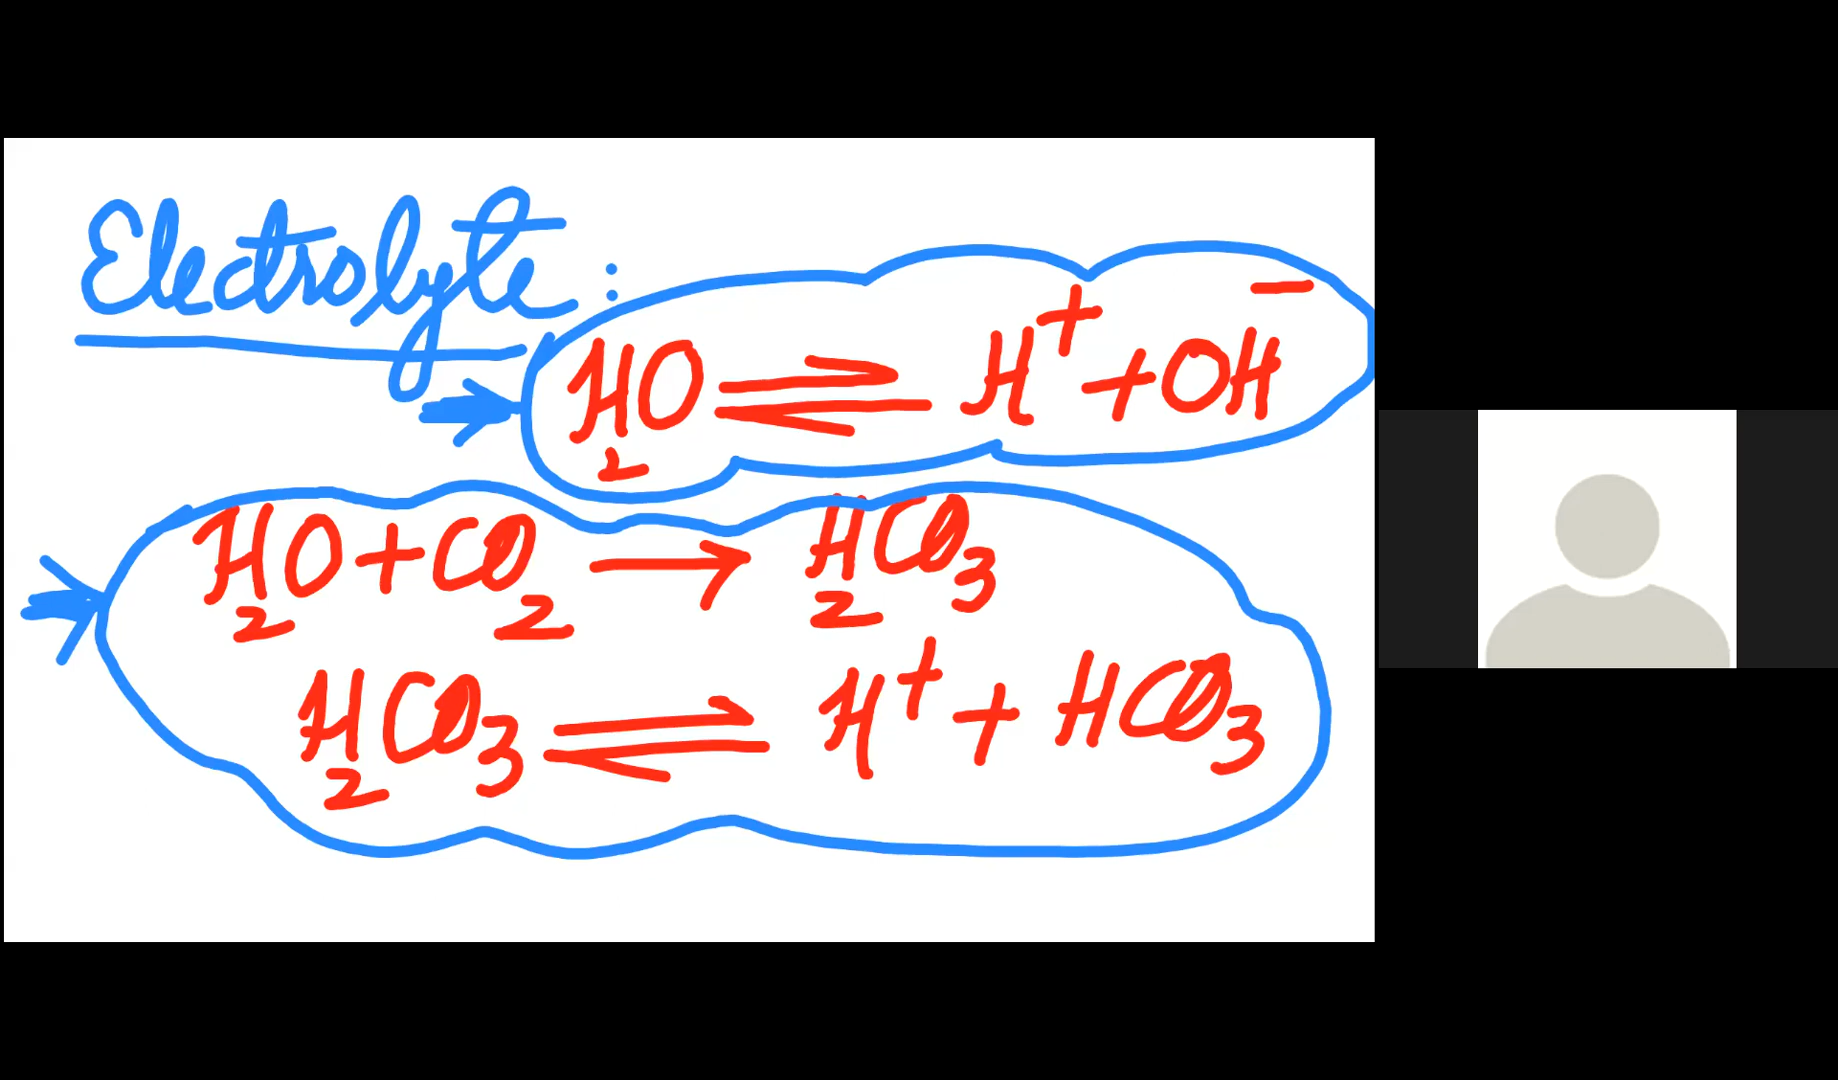 Electrolyte :
H₂O ⇌ H⁺ + OH⁻
H₂O + CO₂ → H₂CO₃
H₂CO₃ ⇌ H⁺ + HCO₃